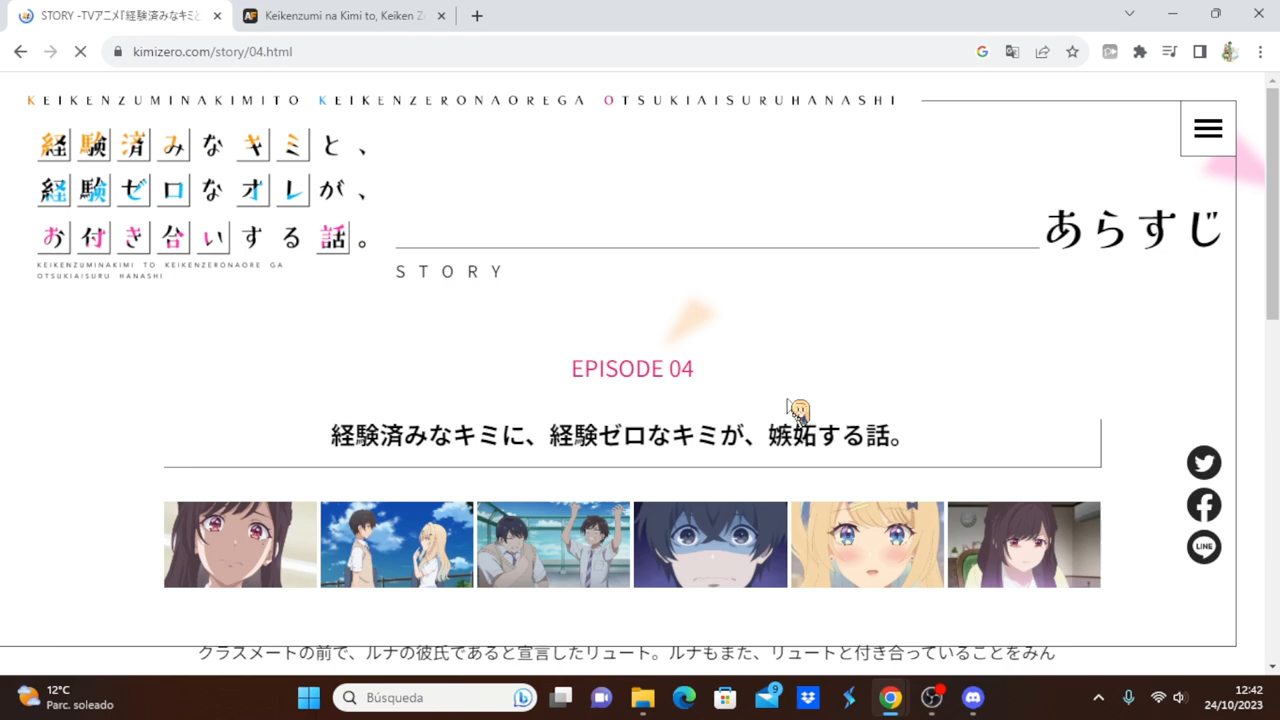 STORY -TVアニメ『経験済みなキミと
Keikenzumi na Kimi to, Keiken Z
kimizero.com/story/04.html
KEIKENZUMINAKIMITO KEIKENZERONAOREGA OTSUKIAISURUHANASHI
経験済みなキミと、
経験ゼロなオレが、
お付き合いする話。
KEIKENZUMINAKIMI TO KEIKENZERONAORE GA
OTSUKIAISURU HANASHI
あらすじ
STORY
EPISODE 04
経験済みなキミに、経験ゼロなキミが、嫉妬する話。
LINE
クラスメートの前で、ルナの彼氏であると宣言したリュート。ルナもまた、リュートと付き合っていることをみん
12°C
Parc. soleado
Búsqueda
9
12:42
24/10/2023